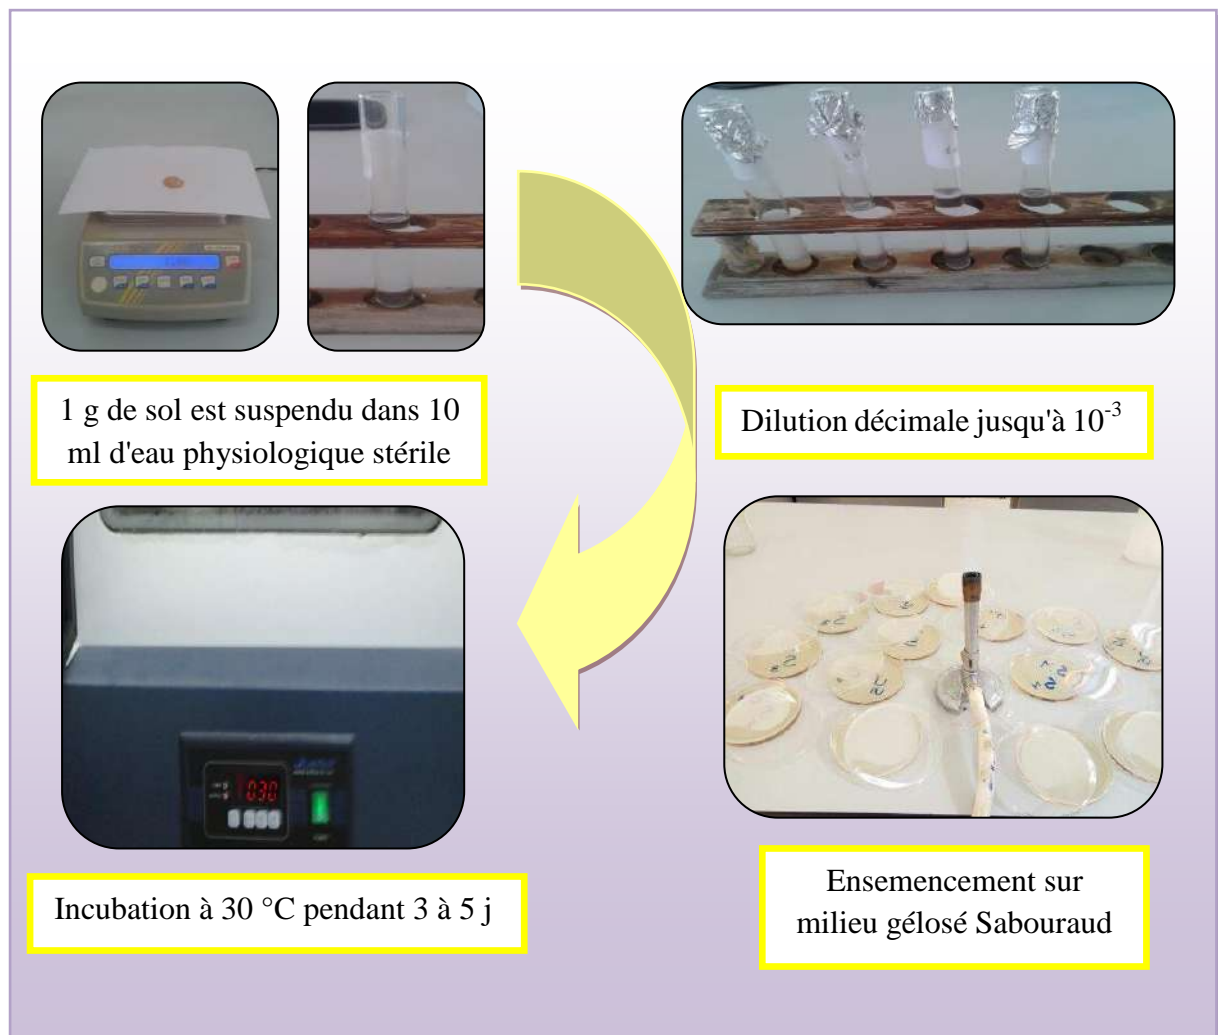 1 g de sol est suspendu dans 10
ml d'eau physiologique stérile
Dilution décimale jusqu'à 10⁻³
Ensemencement sur
milieu gélosé Sabouraud
Incubation à 30 °C pendant 3 à 5 j
030